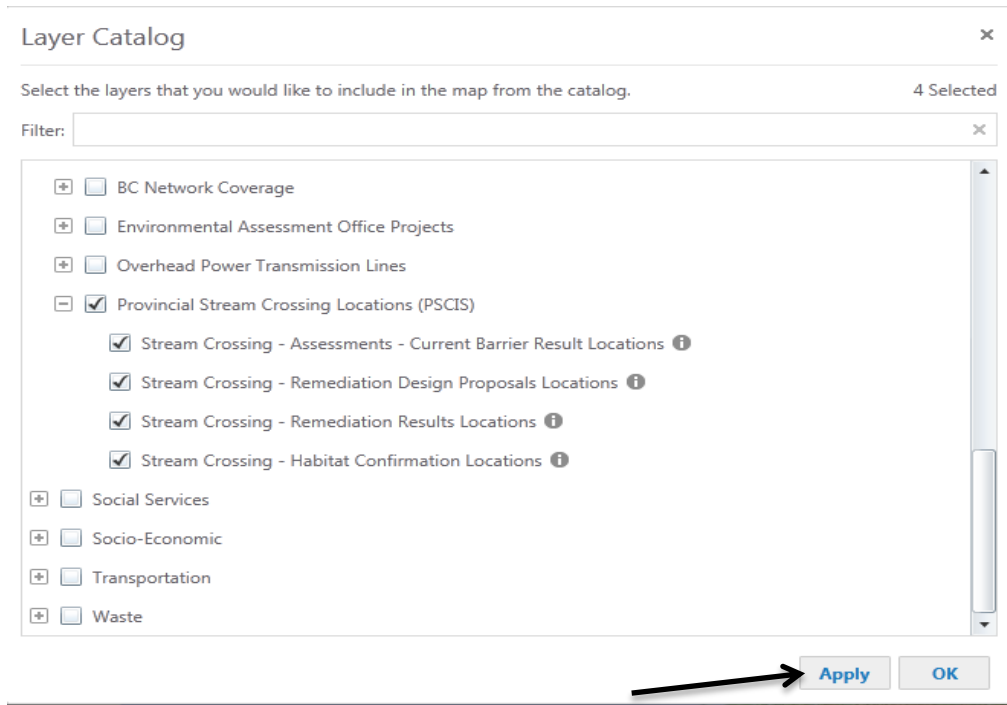 Layer Catalog
Select the layers that you would like to include in the map from the catalog. 4 Selected
Filter:
BC Network Coverage
Environmental Assessment Office Projects
Overhead Power Transmission Lines
Provincial Stream Crossing Locations (PSCIS)
Stream Crossing - Assessments - Current Barrier Result Locations
Stream Crossing - Remediation Design Proposals Locations
Stream Crossing - Remediation Results Locations
Stream Crossing - Habitat Confirmation Locations
Social Services
Socio-Economic
Transportation
Waste
Apply OK